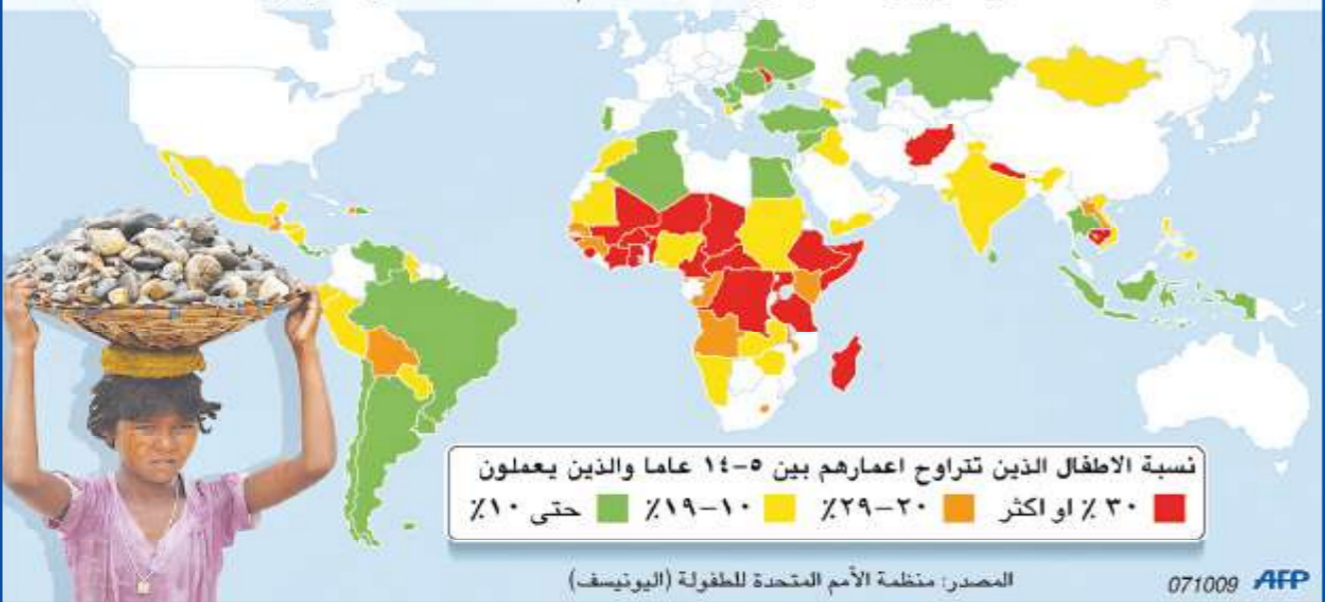 نسبة الاطفال الذين تتراوح اعمارهم بين ٥-١٤ عاما والذين يعملون
٣٠ ٪ او اكثر ٢٠-٢٩٪ ١٠-١٩٪ حتى ١٠٪
المصدر: منظمة الأمم المتحدة للطفولة (اليونيسف)
071009 AFP